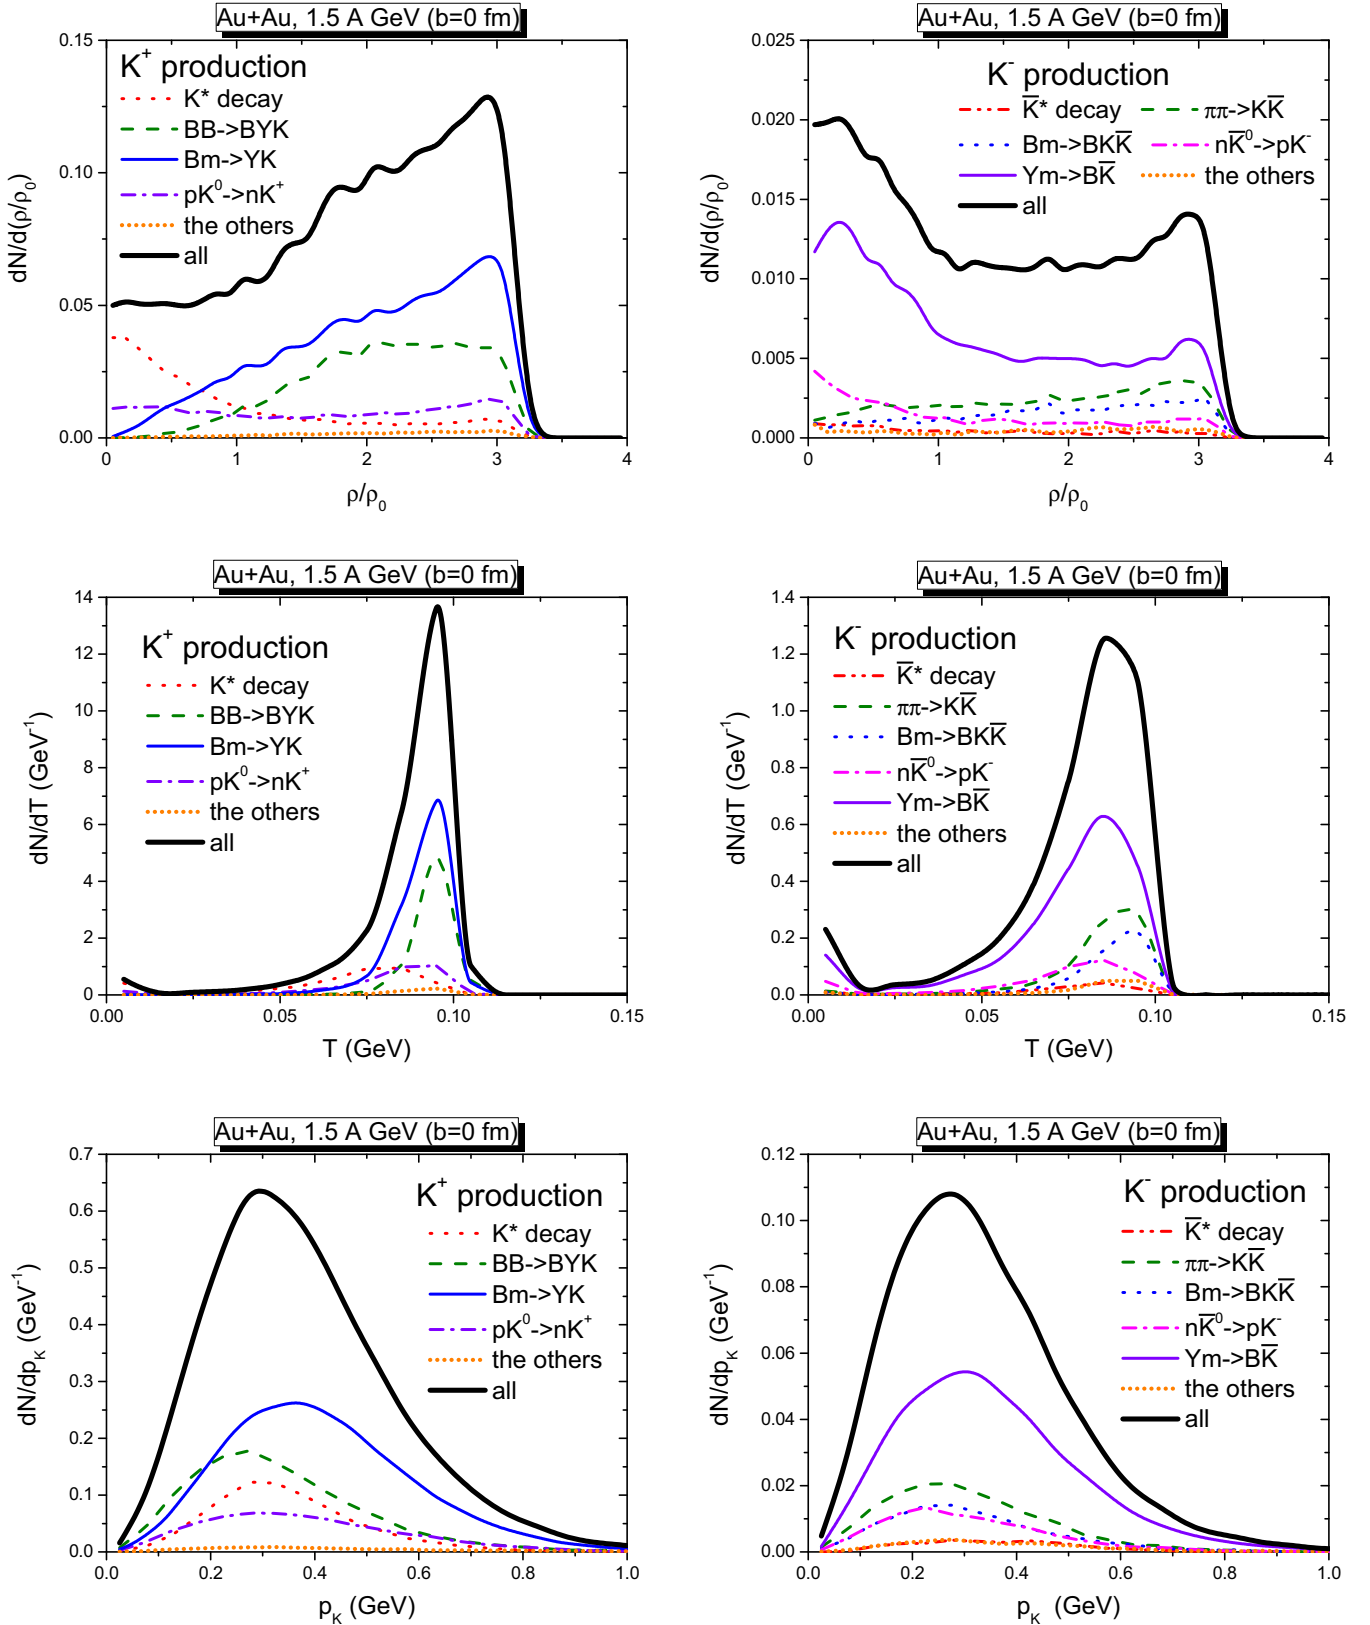 Au+Au, 1.5 A GeV (b=0 fm)
K⁺ production
K* decay
BB->BYK
Bm->YK
pK⁰->nK⁺
the others
all
dN/d(ρ/ρ₀)
0.15
0.10
0.05
0.00
0 1 2 3 4
ρ/ρ₀
Au+Au, 1.5 A GeV (b=0 fm)
K⁻ production
K̅* decay
ππ->KK̅
Bm->BKK̅
nK̅⁰->pK⁻
Ym->BK̅
the others
all
dN/d(ρ/ρ₀)
0.025
0.020
0.015
0.010
0.005
0.000
0 1 2 3 4
ρ/ρ₀
Au+Au, 1.5 A GeV (b=0 fm)
K⁺ production
K* decay
BB->BYK
Bm->YK
pK⁰->nK⁺
the others
all
dN/dT (GeV⁻¹)
14
12
10
8
6
4
2
0
0.00 0.05 0.10 0.15
T (GeV)
Au+Au, 1.5 A GeV (b=0 fm)
K⁻ production
K̅* decay
ππ->KK̅
Bm->BKK̅
nK̅⁰->pK⁻
Ym->BK̅
the others
all
dN/dT (GeV⁻¹)
1.4
1.2
1.0
0.8
0.6
0.4
0.2
0.0
0.00 0.05 0.10 0.15
T (GeV)
Au+Au, 1.5 A GeV (b=0 fm)
K⁺ production
K* decay
BB->BYK
Bm->YK
pK⁰->nK⁺
the others
all
dN/dp_K (GeV⁻¹)
0.7
0.6
0.5
0.4
0.3
0.2
0.1
0.0
0.0 0.2 0.4 0.6 0.8 1.0
p_K (GeV)
Au+Au, 1.5 A GeV (b=0 fm)
K⁻ production
K̅* decay
ππ->KK̅
Bm->BKK̅
nK̅⁰->pK⁻
Ym->BK̅
the others
all
dN/dp_K (GeV⁻¹)
0.12
0.10
0.08
0.06
0.04
0.02
0.00
0.0 0.2 0.4 0.6 0.8 1.0
p_K (GeV)